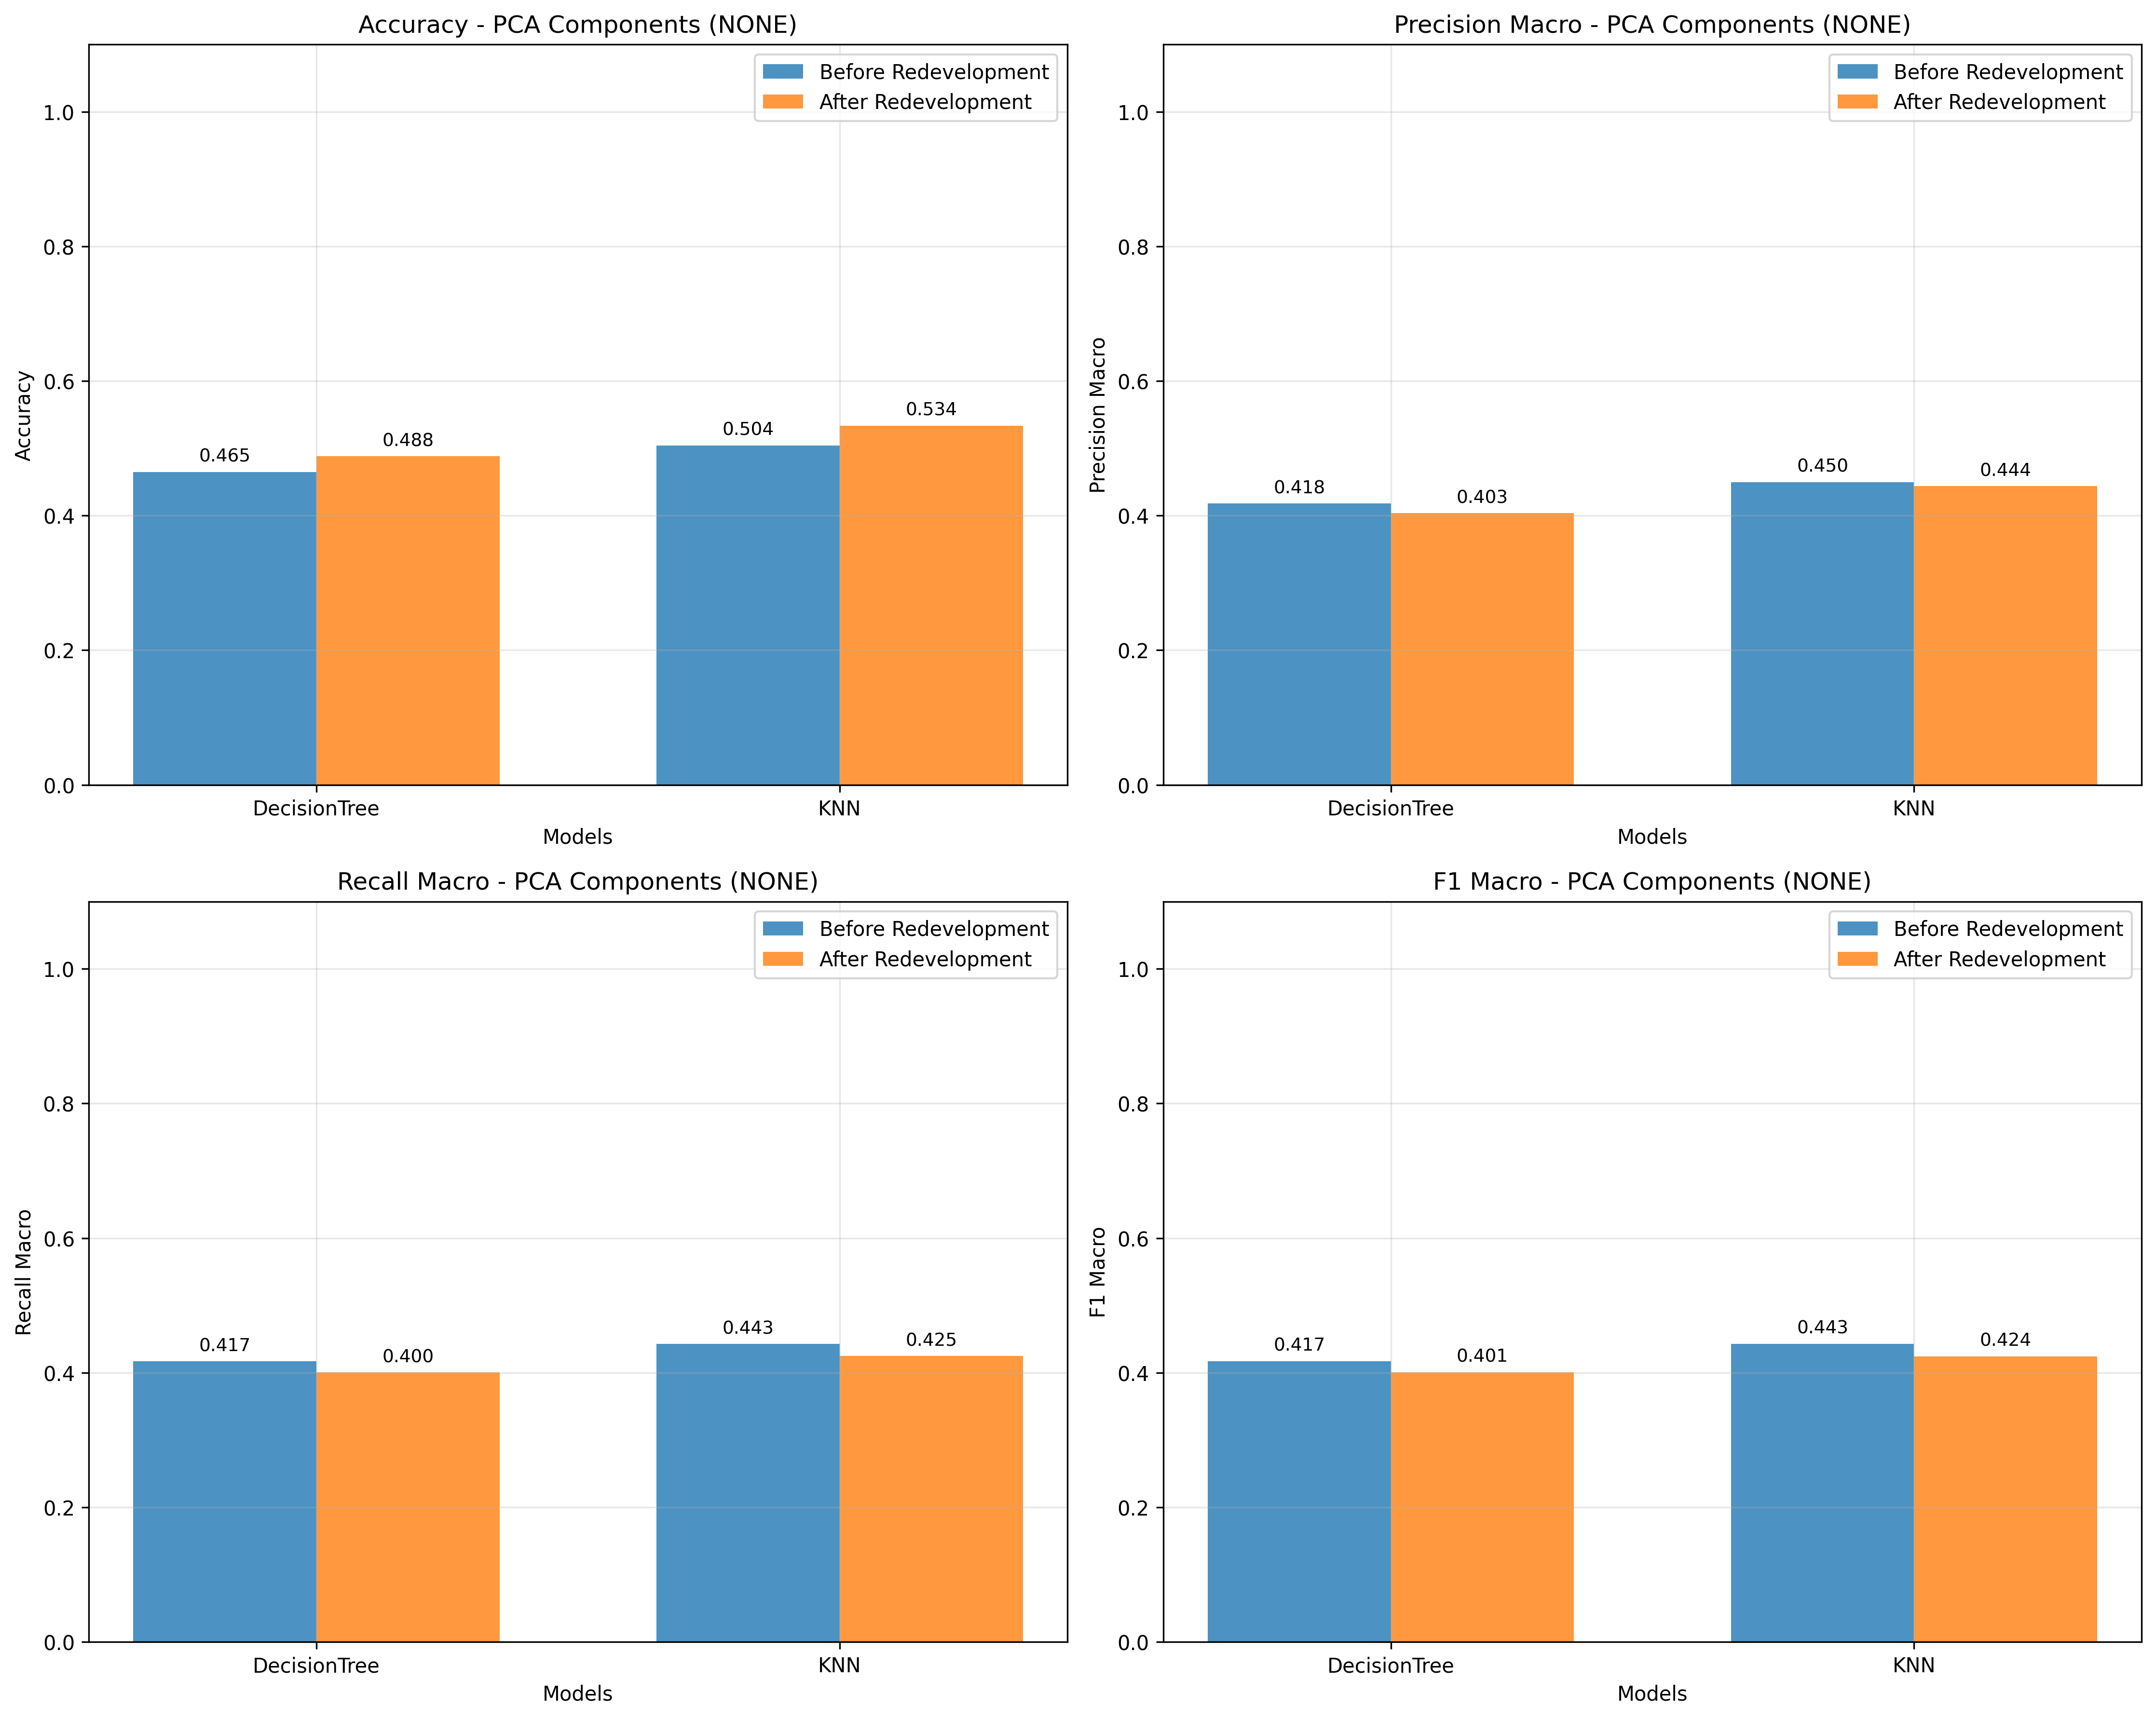 Accuracy - PCA Components (NONE)
Before Redevelopment
After Redevelopment
1.0
0.8
0.6
0.4
0.2
0.0
Accuracy
0.465
0.488
0.504
0.534
DecisionTree
KNN
Models
Precision Macro - PCA Components (NONE)
Before Redevelopment
After Redevelopment
1.0
0.8
0.6
0.4
0.2
0.0
Precision Macro
0.418
0.403
0.450
0.444
DecisionTree
KNN
Models
Recall Macro - PCA Components (NONE)
Before Redevelopment
After Redevelopment
1.0
0.8
0.6
0.4
0.2
0.0
Recall Macro
0.417
0.400
0.443
0.425
DecisionTree
KNN
Models
F1 Macro - PCA Components (NONE)
Before Redevelopment
After Redevelopment
1.0
0.8
0.6
0.4
0.2
0.0
F1 Macro
0.417
0.401
0.443
0.424
DecisionTree
KNN
Models